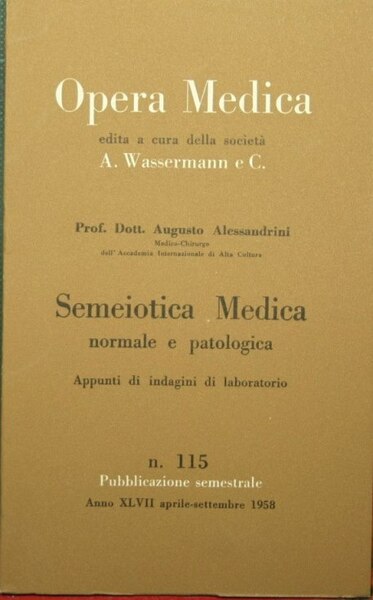 Opera Medica
edita a cura della società
A. Wassermann e C.
Prof. Dott. Augusto Alessandrini
Medico-Chirurgo
dell'Accademia Internazionale di Alta Cultura
Semeiotica Medica
normale e patologica
Appunti di indagini di laboratorio
n. 115
Pubblicazione semestrale
Anno XLVII aprile-settembre 1958